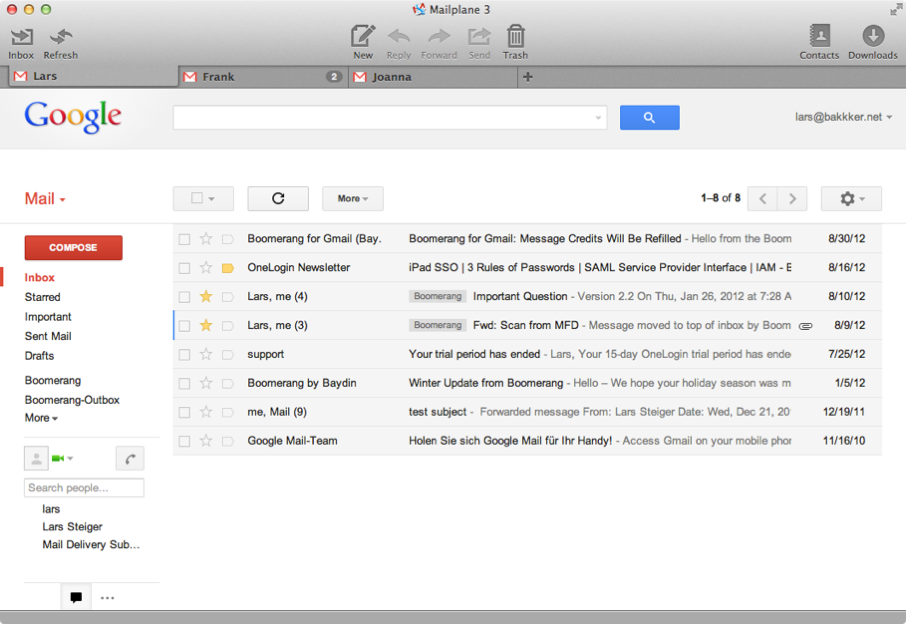 Mailplane 3
Inbox Refresh New Reply Forward Send Trash Contacts Downloads
Lars Frank 2 Joanna +
Google lars@bakkker.net
Mail More 1–8 of 8
COMPOSE
Inbox
Starred
Important
Sent Mail
Drafts
Boomerang
Boomerang-Outbox
More
Search people...
lars
Lars Steiger
Mail Delivery Sub...
Boomerang for Gmail (Bay. Boomerang for Gmail: Message Credits Will Be Refilled - Hello from the Boom 8/30/12
OneLogin Newsletter iPad SSO | 3 Rules of Passwords | SAML Service Provider Interface | IAM - E 8/16/12
Lars, me (4) Boomerang Important Question - Version 2.2 On Thu, Jan 26, 2012 at 7:28 A 8/10/12
Lars, me (3) Boomerang Fwd: Scan from MFD - Message moved to top of inbox by Boom 8/9/12
support Your trial period has ended - Lars, Your 15-day OneLogin trial period has ende 7/25/12
Boomerang by Baydin Winter Update from Boomerang - Hello – We hope your holiday season was m 1/5/12
me, Mail (9) test subject - Forwarded message From: Lars Steiger Date: Wed, Dec 21, 20 12/19/11
Google Mail-Team Holen Sie sich Google Mail für Ihr Handy! - Access Gmail on your mobile phor 11/16/10